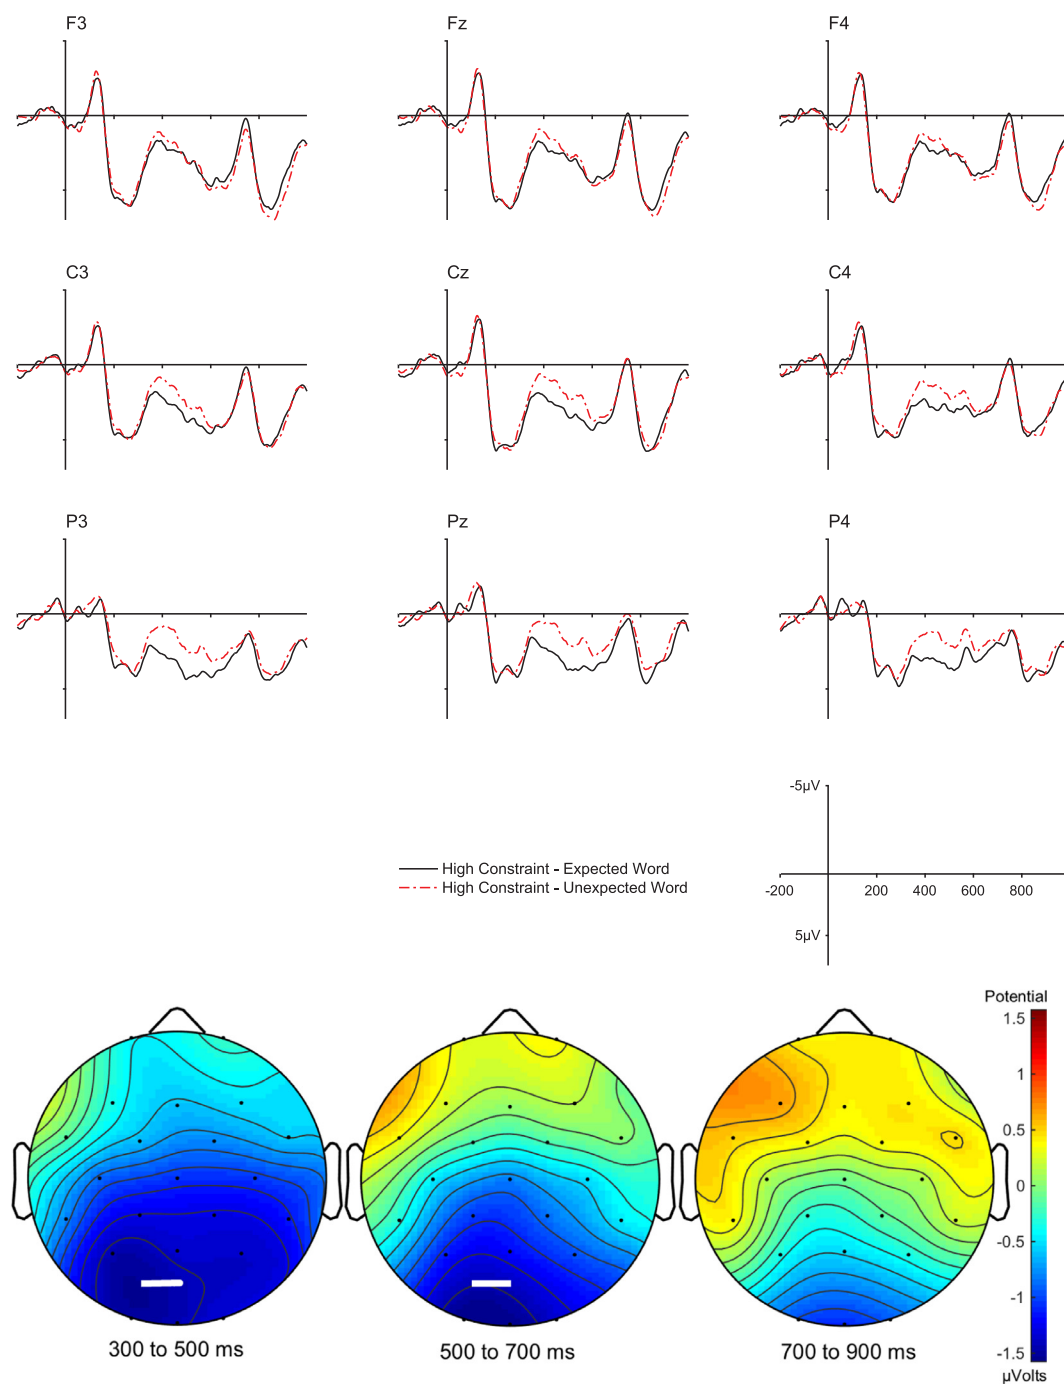 F3 Fz F4
C3 Cz C4
P3 Pz P4
-5µV
High Constraint - Expected Word
High Constraint - Unexpected Word
-200 200 400 600 800
5µV
Potential
1.5
1
0.5
0
-0.5
-1
-1.5
µVolts
300 to 500 ms 500 to 700 ms 700 to 900 ms